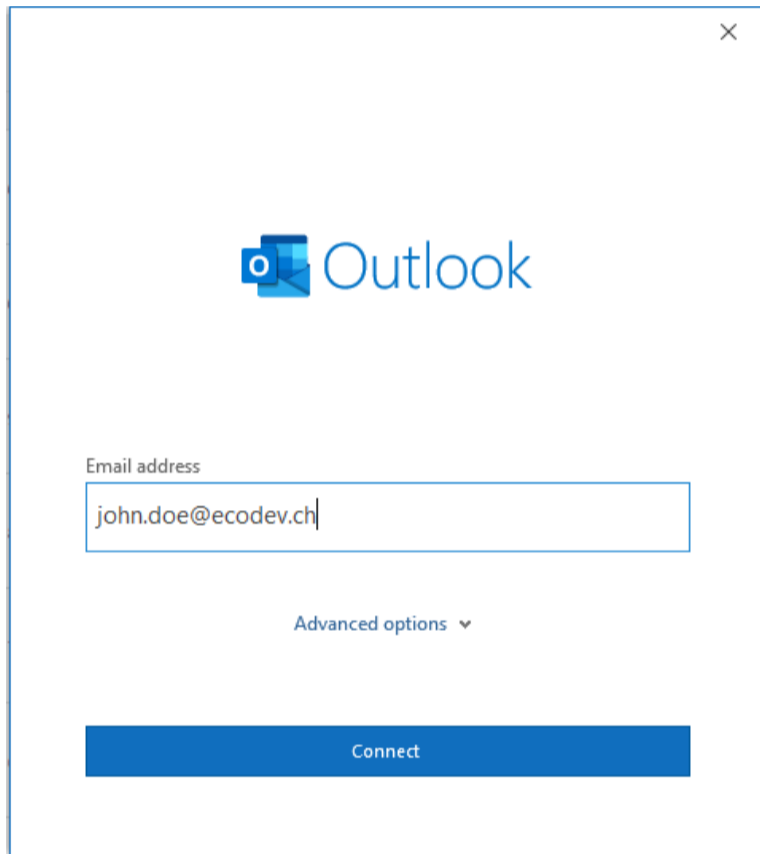 Outlook
Email address
john.doe@ecodev.ch
Advanced options
Connect